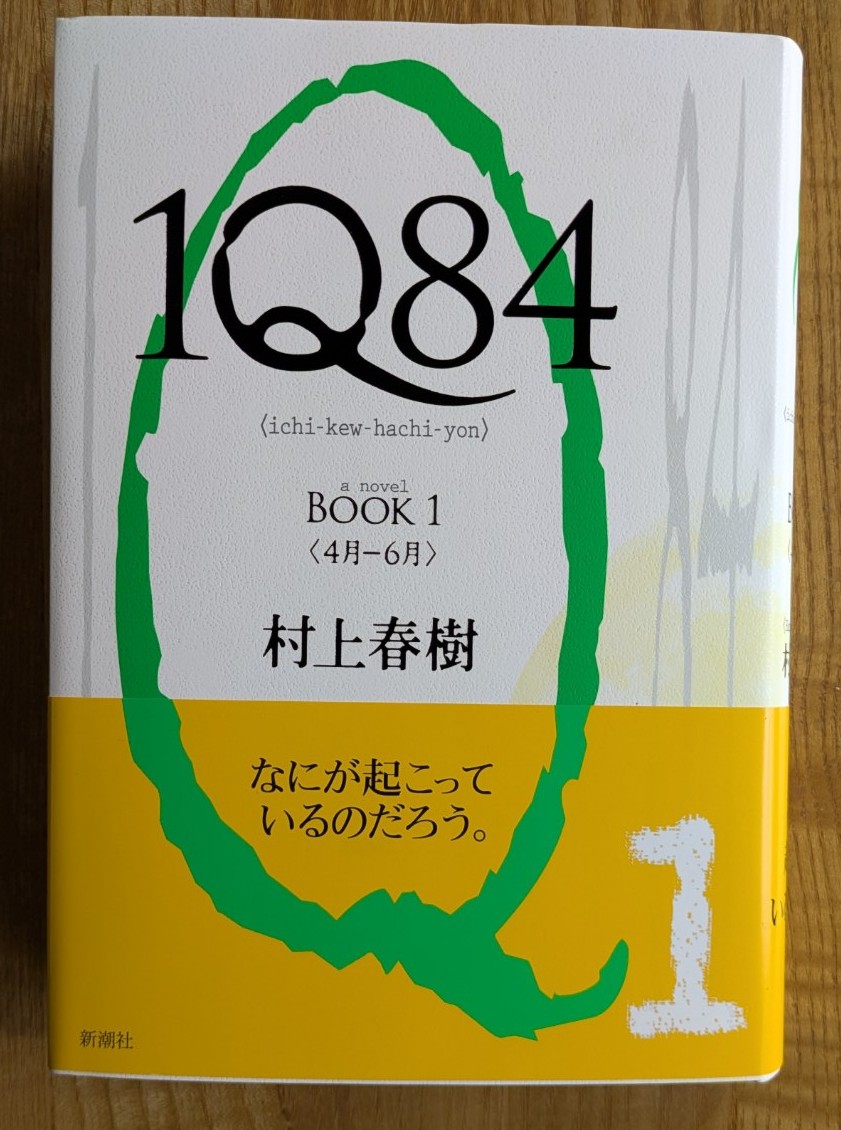 1Q84
〈ichi-kew-hachi-yon〉
a novel
BOOK 1
〈4月－6月〉
村上春樹
なにが起こって
いるのだろう。
1
新潮社